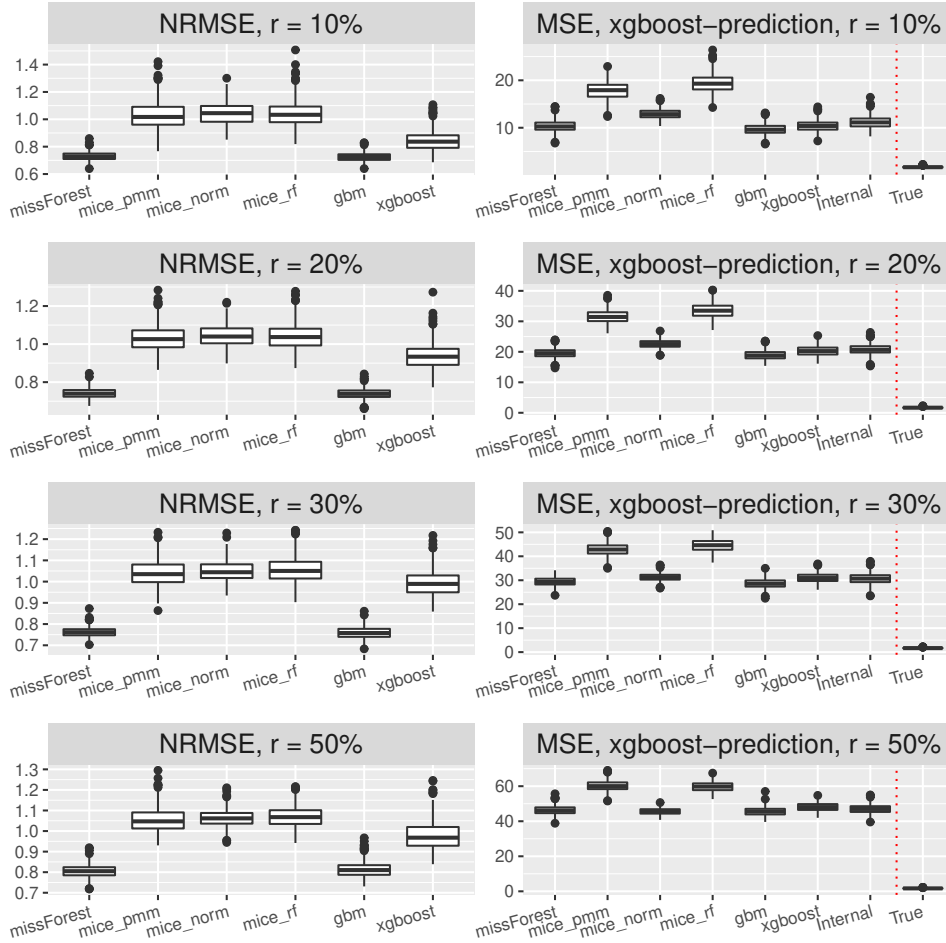 NRMSE, r = 10%
1.4
1.2
1.0
0.8
0.6
missForest mice_pmm mice_norm mice_rf gbm xgboost
MSE, xgboost−prediction, r = 10%
20
10
missForest mice_pmm mice_norm mice_rf gbm xgboost Internal True
NRMSE, r = 20%
1.2
1.0
0.8
missForest mice_pmm mice_norm mice_rf gbm xgboost
MSE, xgboost−prediction, r = 20%
40
30
20
10
0
missForest mice_pmm mice_norm mice_rf gbm xgboost Internal True
NRMSE, r = 30%
1.2
1.1
1.0
0.9
0.8
0.7
missForest mice_pmm mice_norm mice_rf gbm xgboost
MSE, xgboost−prediction, r = 30%
50
40
30
20
10
0
missForest mice_pmm mice_norm mice_rf gbm xgboost Internal True
NRMSE, r = 50%
1.3
1.2
1.1
1.0
0.9
0.8
0.7
missForest mice_pmm mice_norm mice_rf gbm xgboost
MSE, xgboost−prediction, r = 50%
60
40
20
0
missForest mice_pmm mice_norm mice_rf gbm xgboost Internal True